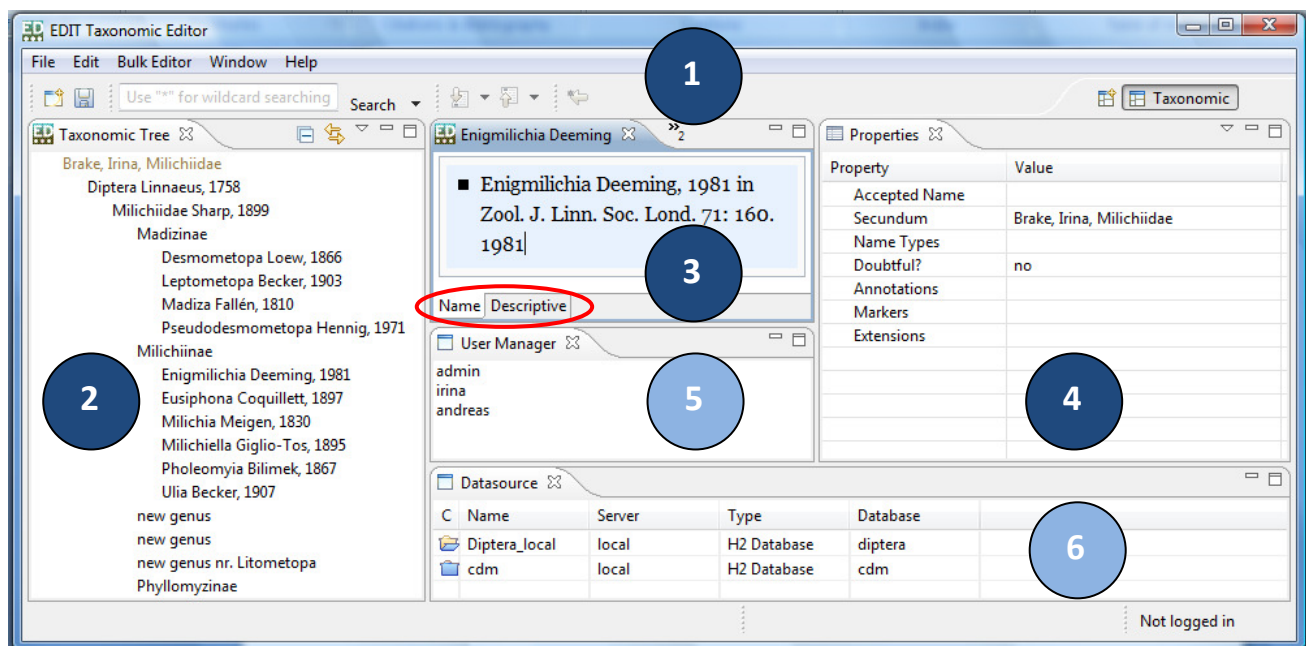 EDIT Taxonomic Editor
File Edit Bulk Editor Window Help
1
Use "*" for wildcard searching Search
Taxonomic
Taxonomic Tree
Brake, Irina, Milichiidae
Diptera Linnaeus, 1758
Milichiidae Sharp, 1899
Madizinae
Desmometopa Loew, 1866
Leptometopa Becker, 1903
Madiza Fallén, 1810
Pseudodesmometopa Hennig, 1971
Milichiinae
Enigmilichia Deeming, 1981
Eusiphona Coquillett, 1897
Milichia Meigen, 1830
Milichiella Giglio-Tos, 1895
Pholeomyia Bilimek, 1867
Ulia Becker, 1907
new genus
new genus
new genus nr. Litometopa
Phyllomyzinae
2
Enigmilichia Deeming »2
Enigmilichia Deeming, 1981 in
Zool. J. Linn. Soc. Lond. 71: 160.
1981
3
Name Descriptive
User Manager
admin
irina
andreas
5
Properties
Property Value
Accepted Name
Secundum Brake, Irina, Milichiidae
Name Types
Doubtful? no
Annotations
Markers
Extensions
4
Datasource
C Name Server Type Database
Diptera_local local H2 Database diptera
cdm local H2 Database cdm
6
Not logged in